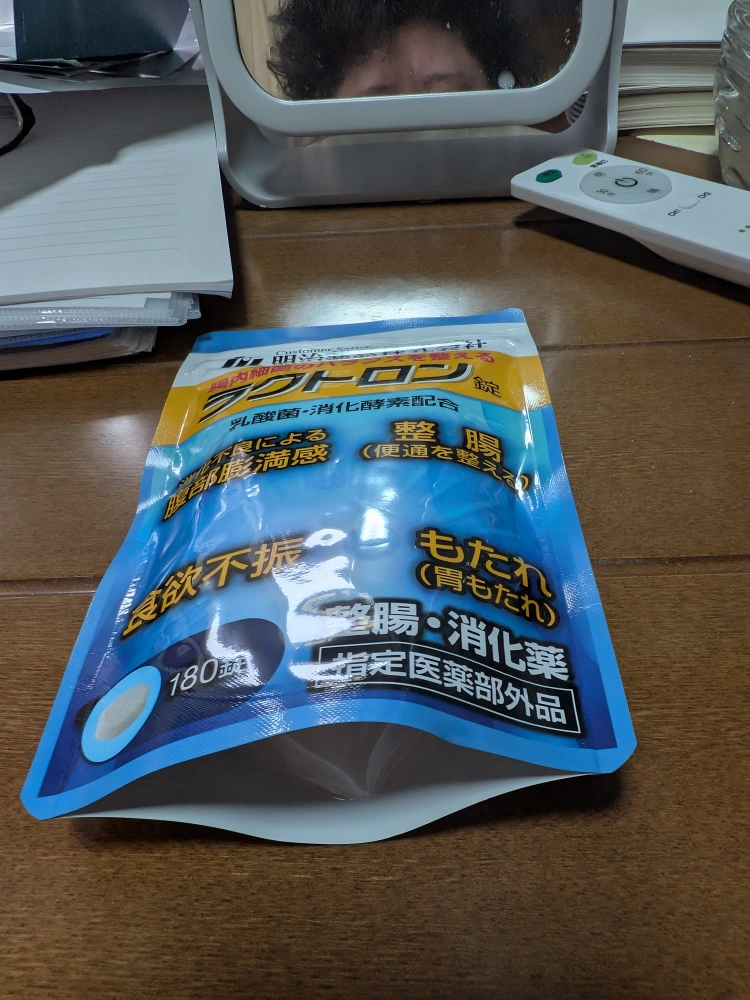 腸内細菌のバランスを整える
ラクトロン錠
乳酸菌・消化酵素配合
消化不良による
腹部膨満感
整腸
(便通を整える)
食欲不振
もたれ
(胃もたれ)
整腸・消化薬
指定医薬部外品
180錠
CH1
CH2